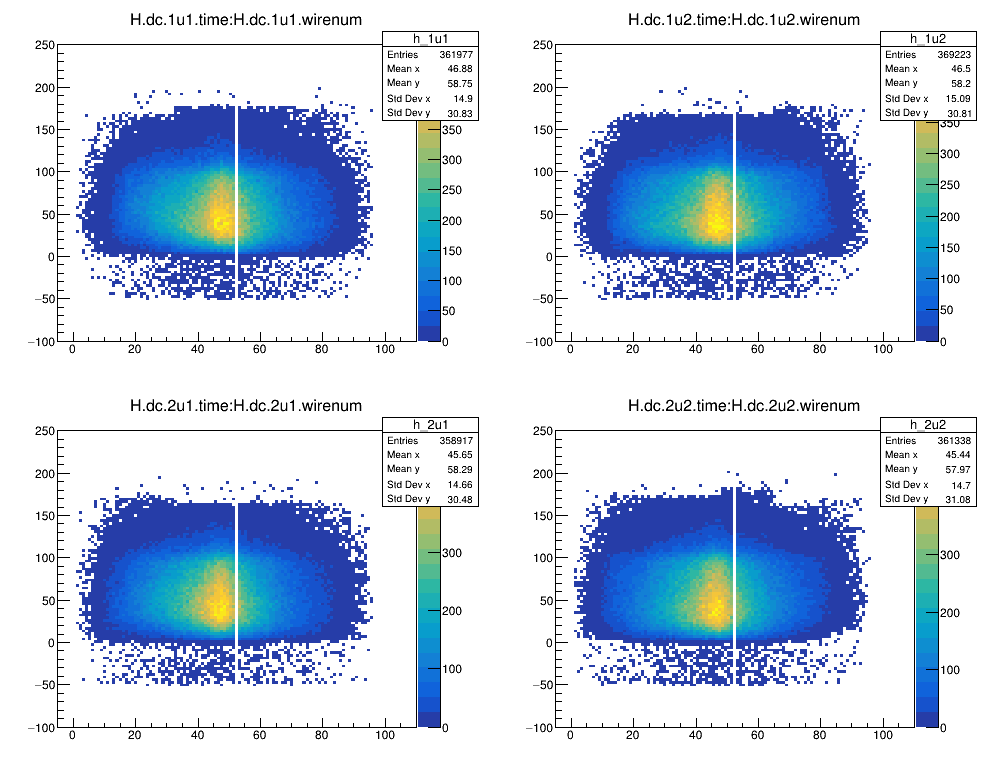 H.dc.1u1.time:H.dc.1u1.wirenum
h_1u1
Entries 361977
Mean x 46.88
Mean y 58.75
Std Dev x 14.9
Std Dev y 30.83
250
200
150
100
50
0
−50
−100
0 20 40 60 80 100
350
300
250
200
150
100
50
0
H.dc.1u2.time:H.dc.1u2.wirenum
h_1u2
Entries 369223
Mean x 46.5
Mean y 58.2
Std Dev x 15.09
Std Dev y 30.81
250
200
150
100
50
0
−50
−100
0 20 40 60 80 100
350
300
250
200
150
100
50
0
H.dc.2u1.time:H.dc.2u1.wirenum
h_2u1
Entries 358917
Mean x 45.65
Mean y 58.29
Std Dev x 14.66
Std Dev y 30.48
250
200
150
100
50
0
−50
−100
0 20 40 60 80 100
300
200
100
0
H.dc.2u2.time:H.dc.2u2.wirenum
h_2u2
Entries 361338
Mean x 45.44
Mean y 57.97
Std Dev x 14.7
Std Dev y 31.08
250
200
150
100
50
0
−50
−100
0 20 40 60 80 100
300
200
100
0